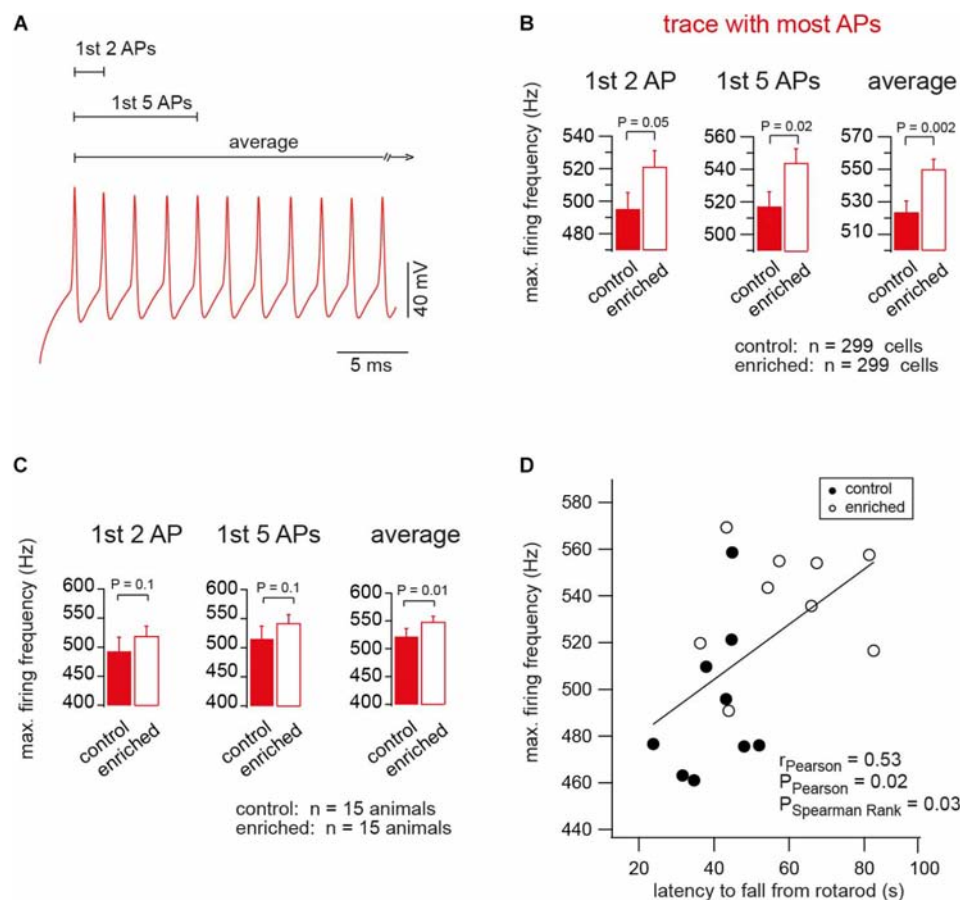 A
1st 2 APs
1st 5 APs
average
40 mV
5 ms
B
trace with most APs
1st 2 AP
1st 5 APs
average
max. firing frequency (Hz)
P = 0.05
540
520
500
480
control
enriched
P = 0.02
560
540
520
500
control
enriched
P = 0.002
570
550
530
510
control
enriched
control: n = 299 cells
enriched: n = 299 cells
C
1st 2 AP
1st 5 APs
average
max. firing frequency (Hz)
P = 0.1
600
550
500
450
400
control
enriched
P = 0.1
600
550
500
450
400
control
enriched
P = 0.01
600
550
500
450
400
control
enriched
control: n = 15 animals
enriched: n = 15 animals
D
max. firing frequency (Hz)
580
560
540
520
500
480
460
440
control
enriched
rPearson = 0.53
PPearson = 0.02
PSpearman Rank = 0.03
20 40 60 80 100
latency to fall from rotarod (s)